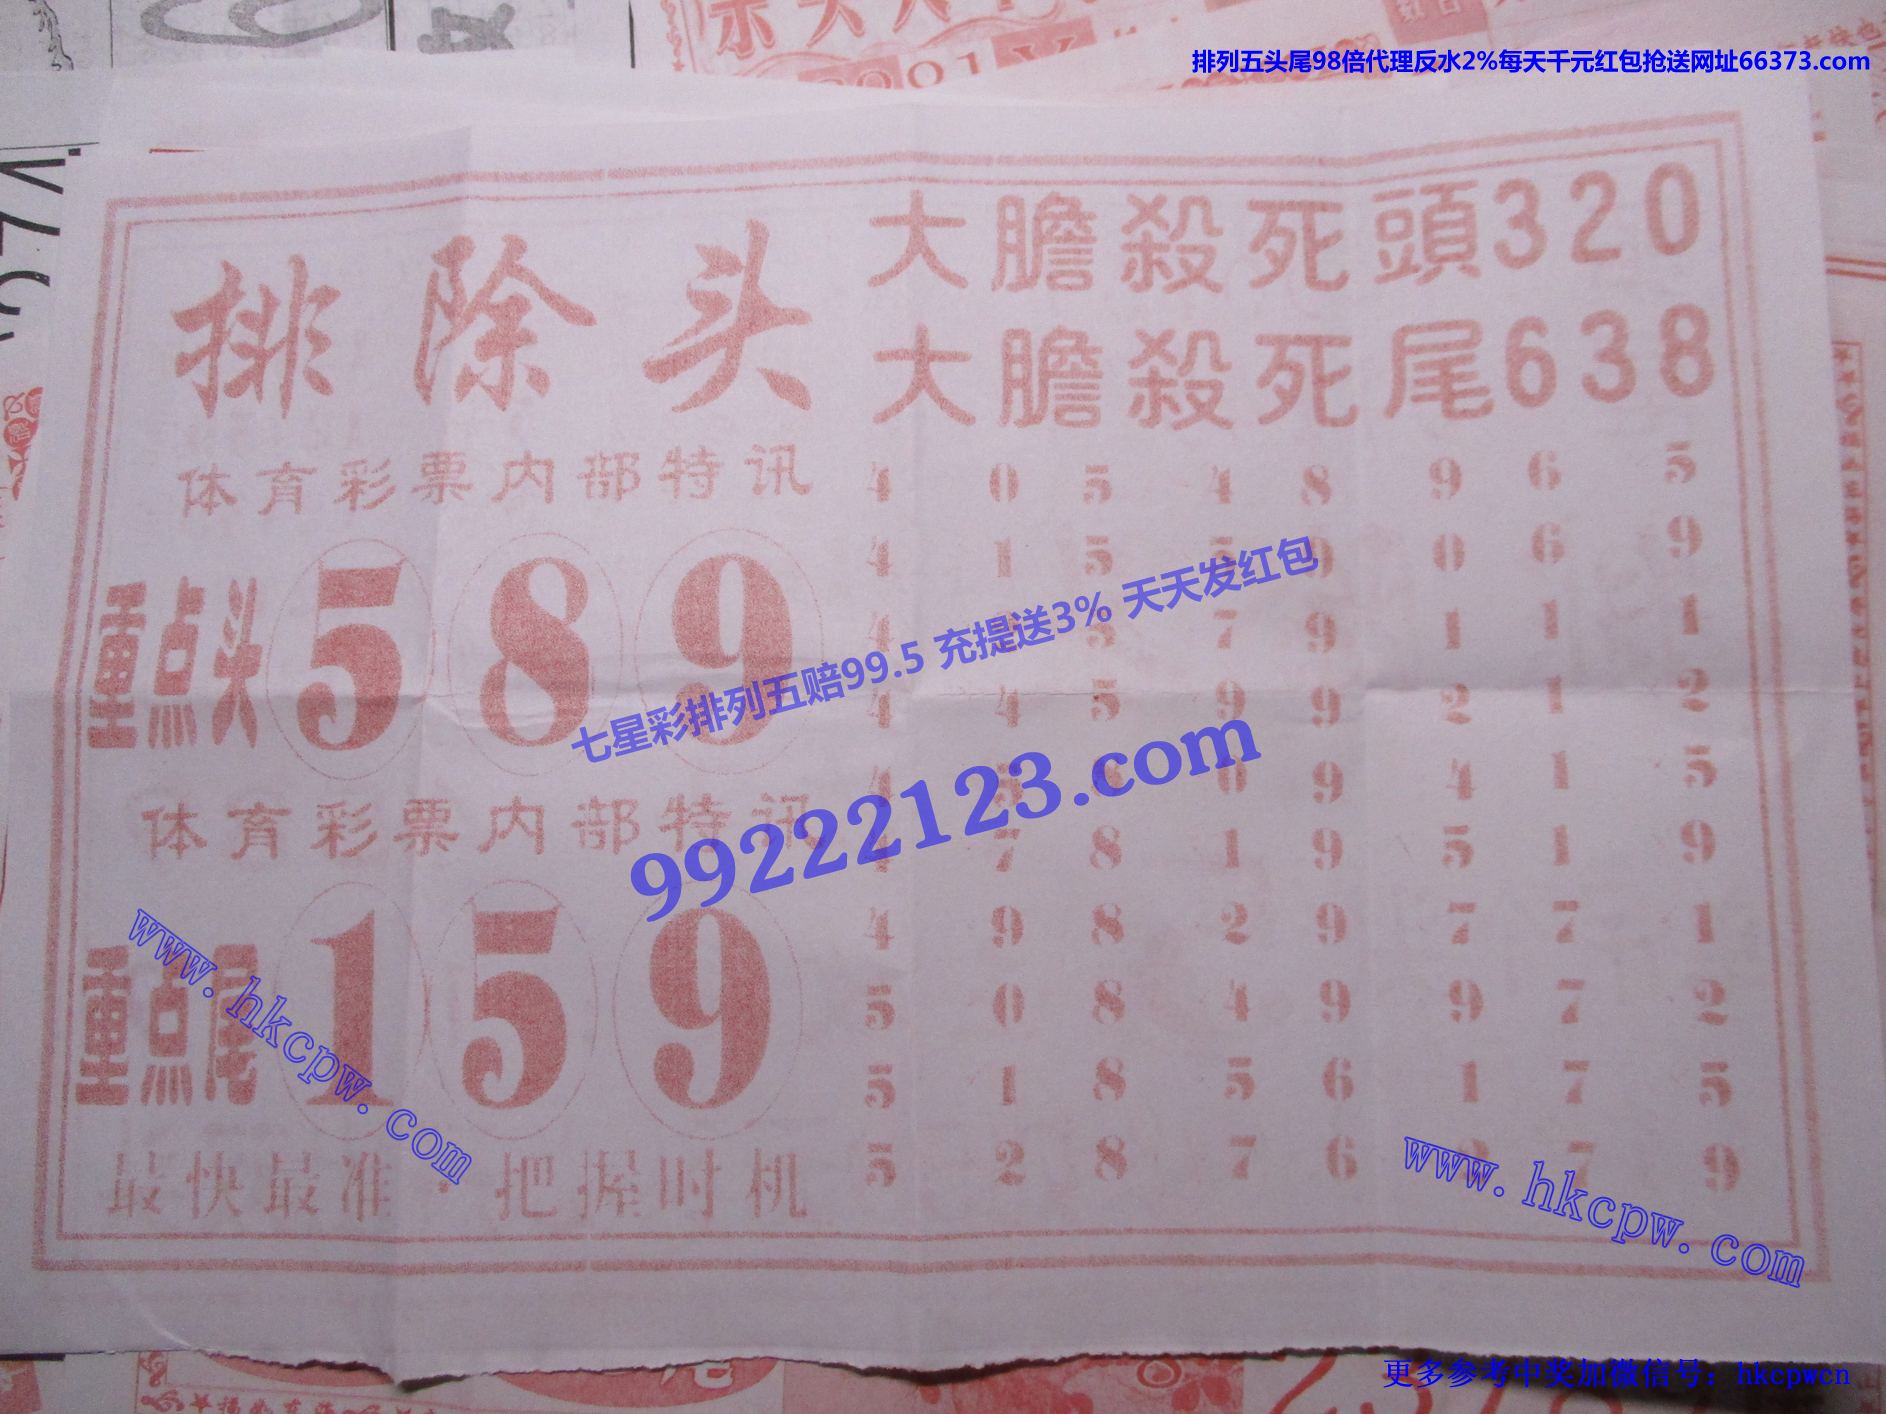 排列五头尾98倍代理反水2%每天千元红包抢送网址66373.com
排除头
大膽殺死頭320
大膽殺死尾638
体育彩票内部特讯
重点头 5 8 9
体育彩票内部特讯
重点尾 1 5 9
最快最准·把握时机
4 0 5 4 8 9 6 5
4 1 5 5 9 0 6 9
4 5 7 9 1 1 1
4 4 5 9 9 2 1 2
4 5 8 0 9 4 1 5
4 7 8 1 9 5 1 9
4 9 8 2 9 7 7 1
5 0 8 4 9 9 7 2
5 1 8 5 6 1 7 5
5 2 8 7 6 2 7 9
七星彩排列五赔99.5 充提送3% 天天发红包
99222123.com
www.hkcpw.com
www.hkcpw.com
更多参考中奖加微信号：hkcpwcn